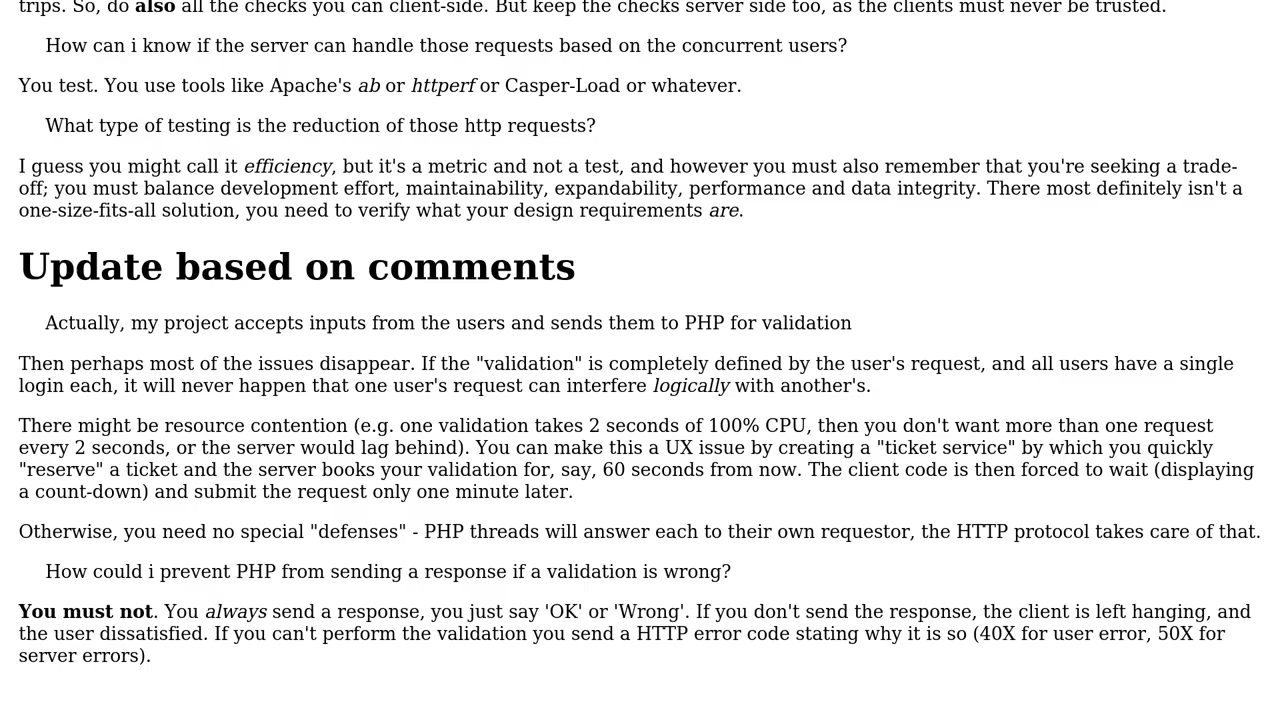 trips. So, do also all the checks you can client-side. But keep the checks server side too, as the clients must never be trusted.
How can i know if the server can handle those requests based on the concurrent users?
You test. You use tools like Apache's ab or httperf or Casper-Load or whatever.
What type of testing is the reduction of those http requests?
I guess you might call it efficiency, but it's a metric and not a test, and however you must also remember that you're seeking a trade-
off; you must balance development effort, maintainability, expandability, performance and data integrity. There most definitely isn't a
one-size-fits-all solution, you need to verify what your design requirements are.
Update based on comments
Actually, my project accepts inputs from the users and sends them to PHP for validation
Then perhaps most of the issues disappear. If the "validation" is completely defined by the user's request, and all users have a single
login each, it will never happen that one user's request can interfere logically with another's.
There might be resource contention (e.g. one validation takes 2 seconds of 100% CPU, then you don't want more than one request
every 2 seconds, or the server would lag behind). You can make this a UX issue by creating a "ticket service" by which you quickly
"reserve" a ticket and the server books your validation for, say, 60 seconds from now. The client code is then forced to wait (displaying
a count-down) and submit the request only one minute later.
Otherwise, you need no special "defenses" - PHP threads will answer each to their own requestor, the HTTP protocol takes care of that.
How could i prevent PHP from sending a response if a validation is wrong?
You must not. You always send a response, you just say 'OK' or 'Wrong'. If you don't send the response, the client is left hanging, and
the user dissatisfied. If you can't perform the validation you send a HTTP error code stating why it is so (40X for user error, 50X for
server errors).